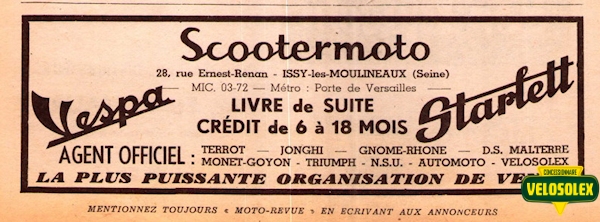 Scootermoto
28, rue Ernest-Renan - ISSY-les-MOULINEAUX (Seine)
MIC. 03-72 — Métro : Porte de Versailles
Vespa
LIVRE de SUITE
Starlett
CRÉDIT de 6 à 18 MOIS
AGENT OFFICIEL :
TERROT — JONGHI — GNOME-RHONE — D.S. MALTERRE
MONET-GOYON - TRIUMPH - N.S.U. - AUTOMOTO - VELOSOLEX
LA PLUS PUISSANTE ORGANISATION DE VE
CONCESSIONNAIRE
VELOSOLEX
MENTIONNEZ TOUJOURS « MOTO-REVUE » EN ECRIVANT AUX ANNONCEURS